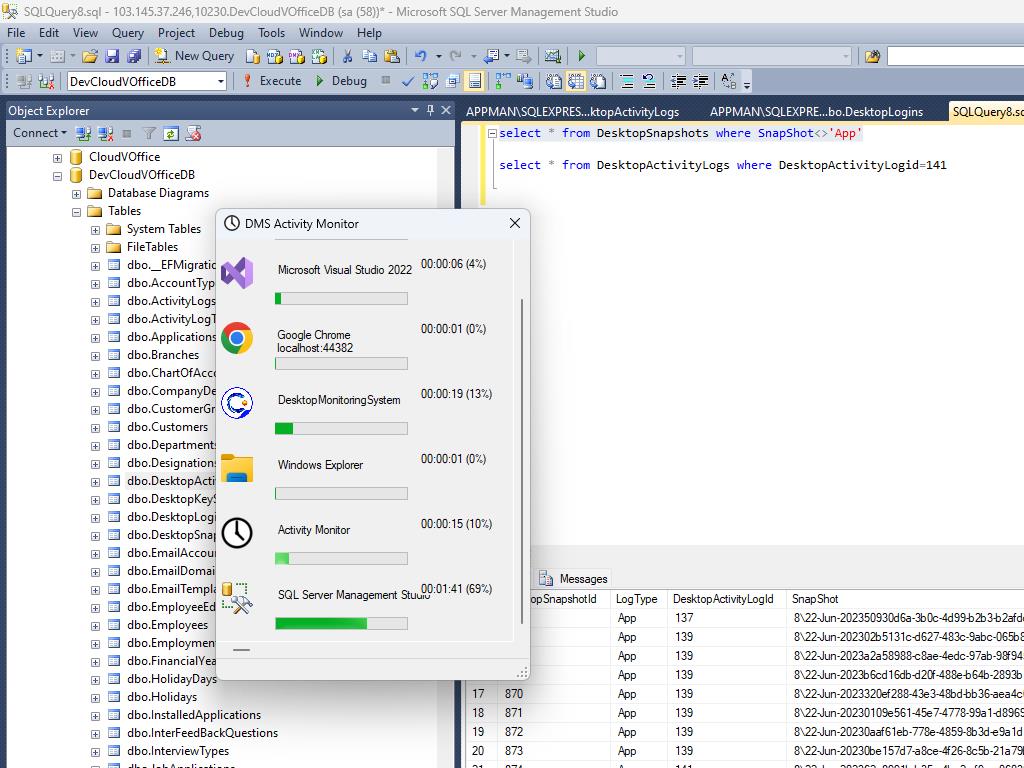 SQLQuery8.sql - 103.145.37.246,10230.DevCloudVOfficeDB (sa (58))* - Microsoft SQL Server Management Studio
File Edit View Query Project Debug Tools Window Help
New Query
DevCloudVOfficeDB
Execute
Debug
Object Explorer
Connect
CloudVOffice
DevCloudVOfficeDB
Database Diagrams
Tables
System Tables
FileTables
dbo.__EFMigratic
dbo.AccountTyp
dbo.ActivityLogs
dbo.ActivityLogT
dbo.Applications
dbo.Branches
dbo.ChartOfAcco
dbo.CompanyDe
dbo.CustomerGr
dbo.Customers
dbo.Departments
dbo.Designations
dbo.DesktopActiv
dbo.DesktopKeyS
dbo.DesktopLogi
dbo.DesktopSnap
dbo.EmailAccour
dbo.EmailDomai
dbo.EmailTempla
dbo.EmployeeEd
dbo.Employees
dbo.Employment
dbo.FinancialYea
dbo.HolidayDays
dbo.Holidays
dbo.InstalledApplications
dbo.InterFeedBackQuestions
dbo.InterviewTypes
APPMAN\SQLEXPRES...ktopActivityLogs
APPMAN\SQLEXPRE...bo.DesktopLogins
SQLQuery8.sc
select * from DesktopSnapshots where SnapShot<>'App'
select * from DesktopActivityLogs where DesktopActivityLogid=141
DMS Activity Monitor
Microsoft Visual Studio 2022 00:00:06 (4%)
Google Chrome 00:00:01 (0%)
localhost:44382
DesktopMonitoringSystem 00:00:19 (13%)
Windows Explorer 00:00:01 (0%)
Activity Monitor 00:00:15 (10%)
SQL Server Management Studio 00:01:41 (69%)
Messages
opSnapshotId LogType DesktopActivityLogId SnapShot
App 137 8\22-Jun-202350930d6a-3b0c-4d99-b2b3-b2afd
App 139 8\22-Jun-202302b5131c-d627-483c-9abc-065b8
App 139 8\22-Jun-2023a2a58988-c8ae-4edc-97ab-98f94
App 139 8\22-Jun-2023b6cd16db-d20f-488e-b64b-2893b
17 870 App 139 8\22-Jun-2023320ef288-43e3-48bd-bb36-aea4c
18 871 App 139 8\22-Jun-20230109e561-45e7-4778-99a1-d8969
19 872 App 139 8\22-Jun-20230aaf61eb-778e-4859-8b3d-e9a1d
20 873 App 139 8\22-Jun-20230be157d7-a8ce-4f26-8c5b-21a79